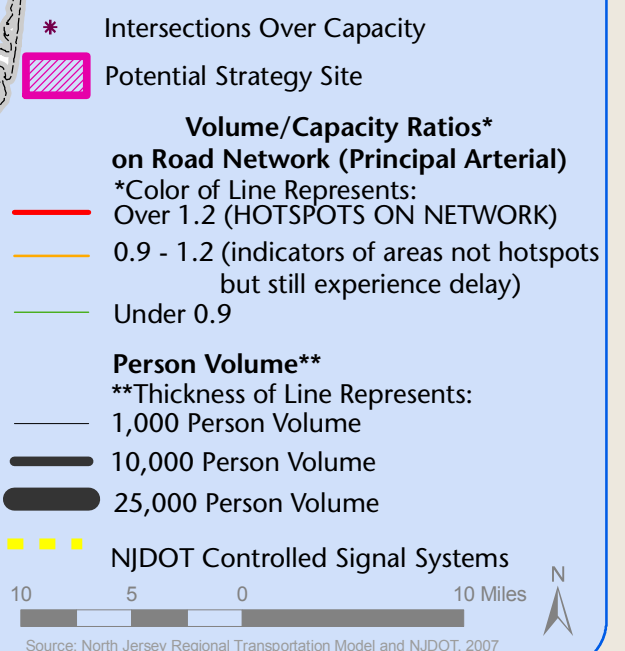 Intersections Over Capacity
Potential Strategy Site
Volume/Capacity Ratios*
on Road Network (Principal Arterial)
*Color of Line Represents:
Over 1.2 (HOTSPOTS ON NETWORK)
0.9 - 1.2 (indicators of areas not hotspots
but still experience delay)
Under 0.9
Person Volume**
**Thickness of Line Represents:
1,000 Person Volume
10,000 Person Volume
25,000 Person Volume
NJDOT Controlled Signal Systems
N
10 5 0 10 Miles
Source: North Jersey Regional Transportation Model and NJDOT, 2007